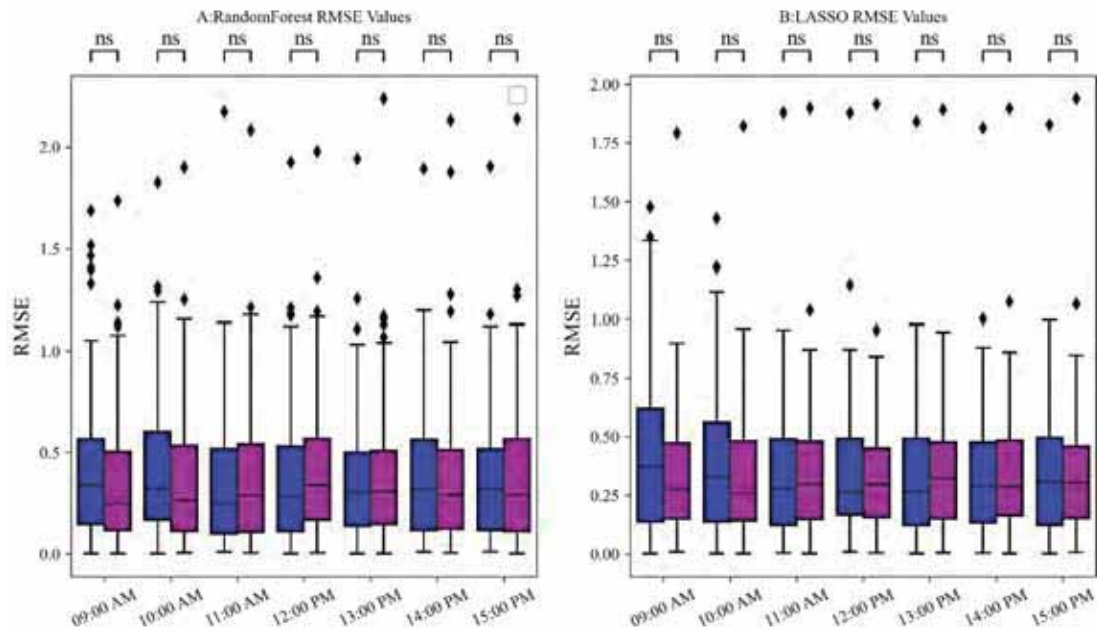 A:RandomForest RMSE Values
ns ns ns ns ns ns ns
RMSE
2.0
1.5
1.0
0.5
0.0
09:00 AM 10:00 AM 11:00 AM 12:00 PM 13:00 PM 14:00 PM 15:00 PM
B:LASSO RMSE Values
ns ns ns ns ns ns ns
RMSE
2.00
1.75
1.50
1.25
1.00
0.75
0.50
0.25
0.00
09:00 AM 10:00 AM 11:00 AM 12:00 PM 13:00 PM 14:00 PM 15:00 PM